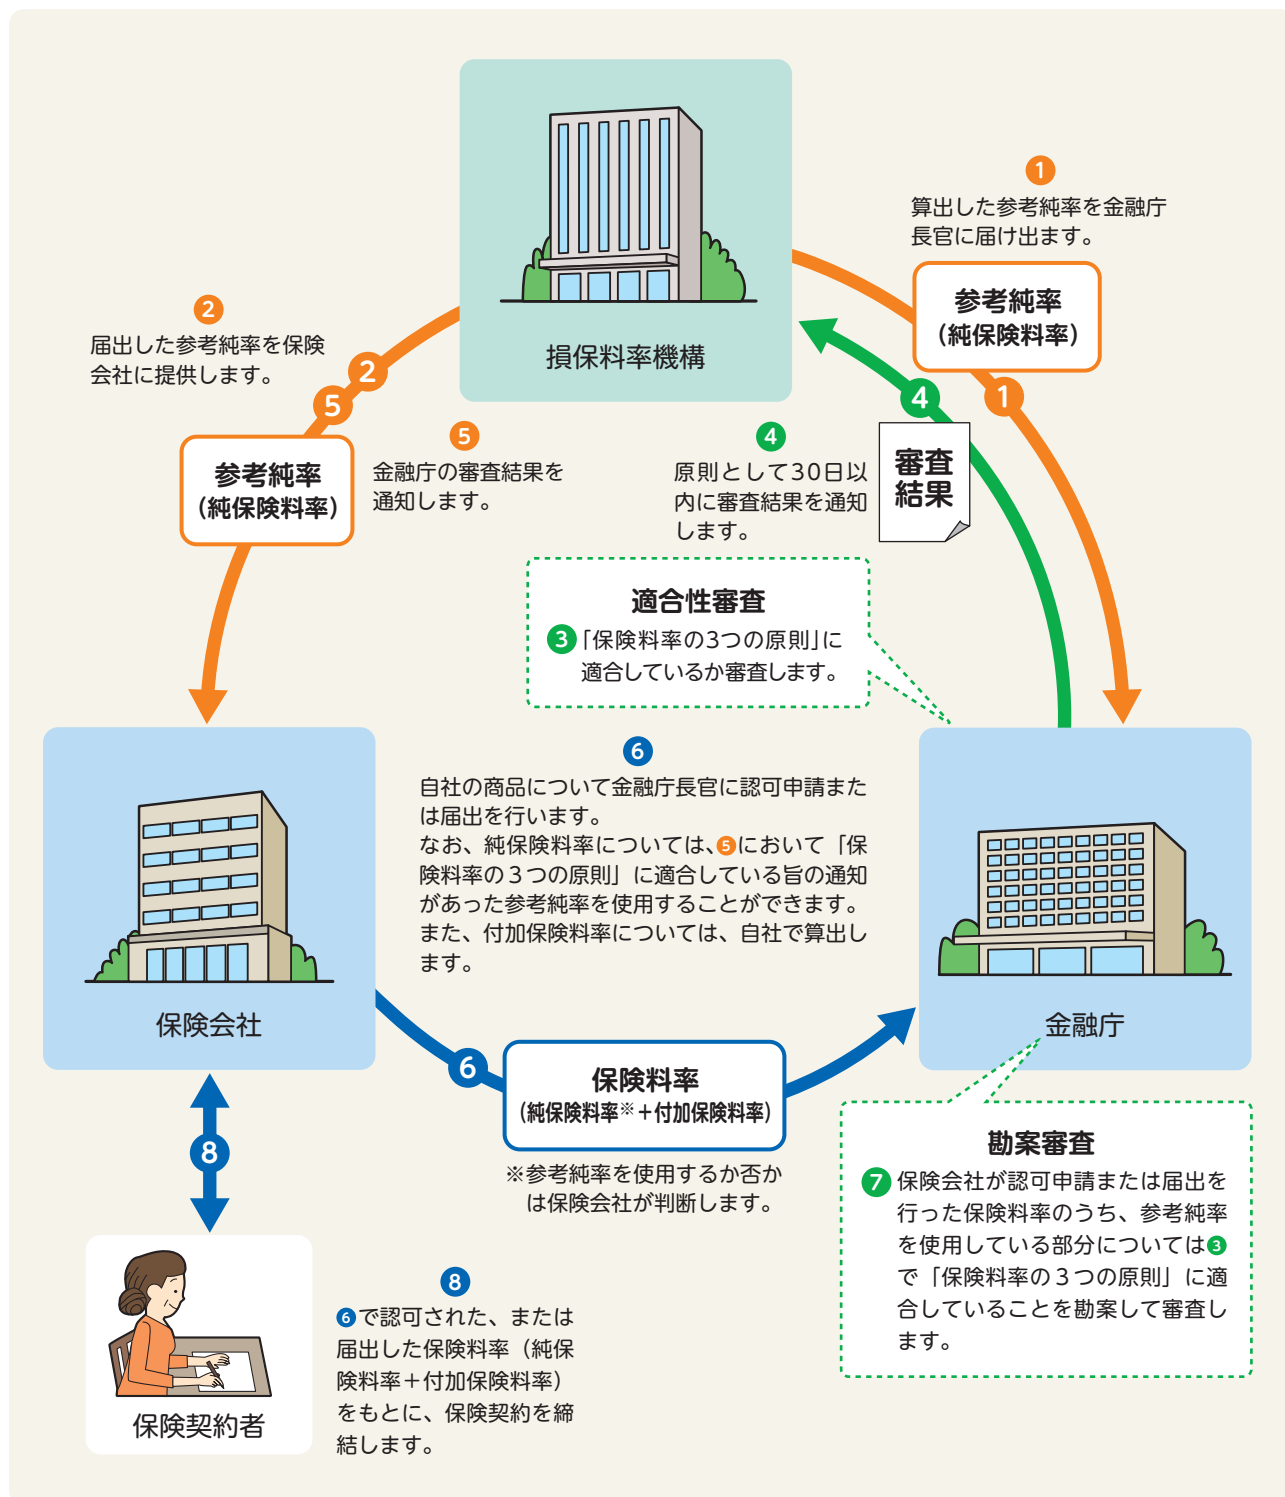 損保料率機構
1
算出した参考純率を金融庁
長官に届け出ます。
参考純率
(純保険料率)
1
2
届出した参考純率を保険
会社に提供します。
2
5
参考純率
(純保険料率)
5
金融庁の審査結果を
通知します。
4
原則として30日以
内に審査結果を通知
します。
4
審査
結果
適合性審査
3「保険料率の3つの原則」に
適合しているか審査します。
6
自社の商品について金融庁長官に認可申請また
は届出を行います。
なお、純保険料率については、5において「保
険料率の3つの原則」に適合している旨の通知
があった参考純率を使用することができます。
また、付加保険料率については、自社で算出し
ます。
保険会社
金融庁
6
保険料率
(純保険料率※+付加保険料率)
※参考純率を使用するか否か
は保険会社が判断します。
勘案審査
7 保険会社が認可申請または届出を
行った保険料率のうち、参考純率
を使用している部分については3
で「保険料率の3つの原則」に適
合していることを勘案して審査し
ます。
8
保険契約者
8
6で認可された、または
届出した保険料率(純保
険料率+付加保険料率)
をもとに、保険契約を締
結します。